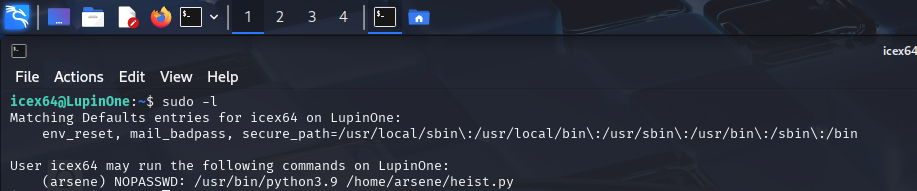 1 2 3 4
icex64
File Actions Edit View Help
icex64@LupinOne:~$ sudo -l
Matching Defaults entries for icex64 on LupinOne:
    env_reset, mail_badpass, secure_path=/usr/local/sbin\:/usr/local/bin\:/usr/sbin\:/usr/bin\:/sbin\:/bin
User icex64 may run the following commands on LupinOne:
    (arsene) NOPASSWD: /usr/bin/python3.9 /home/arsene/heist.py